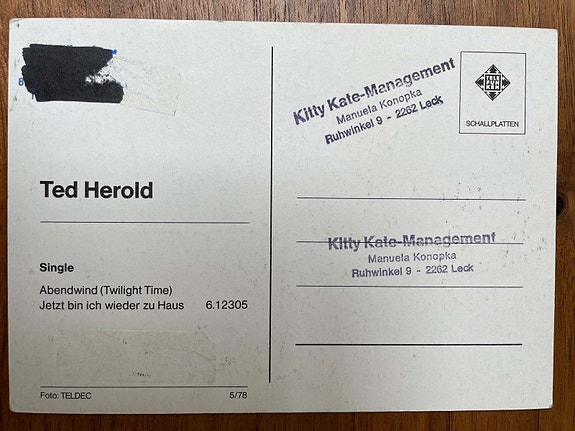 Ted Herold
Single
Abendwind (Twilight Time)
Jetzt bin ich wieder zu Haus 6.12305
Foto: TELDEC 5/78
Kitty Kate-Management
Manuela Konopka
Ruhwinkel 9 - 2262 Leck
SCHALLPLATTEN
Kitty Kate-Management
Manuela Konopka
Ruhwinkel 9 - 2262 Leck